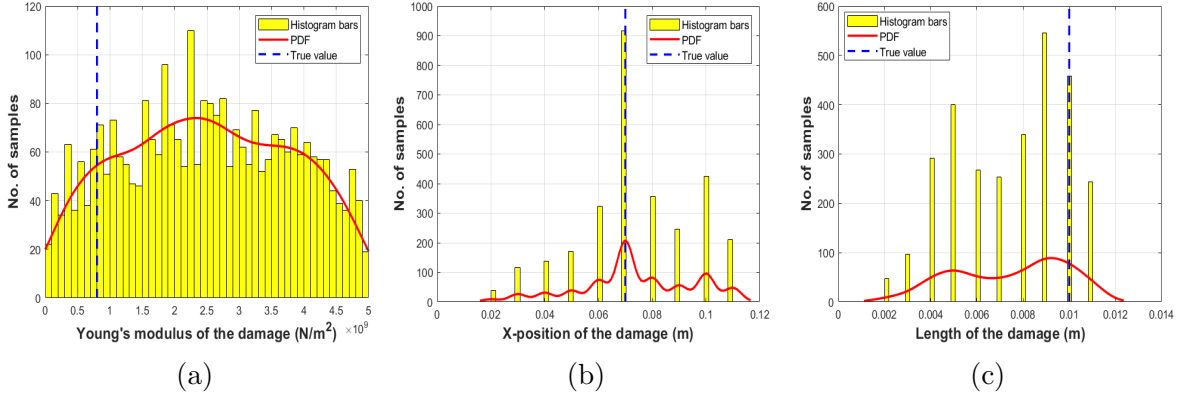 120
100
80
60
40
20
0
No. of samples
Histogram bars
PDF
True value
0 0.5 1 1.5 2 2.5 3 3.5 4 4.5 5
Young's modulus of the damage (N/m²) ×10⁹
(a)
1000
900
800
700
600
500
400
300
200
100
0
No. of samples
Histogram bars
PDF
True value
0 0.02 0.04 0.06 0.08 0.1 0.12
X-position of the damage (m)
(b)
600
500
400
300
200
100
0
No. of samples
Histogram bars
PDF
True value
0 0.002 0.004 0.006 0.008 0.01 0.012 0.014
Length of the damage (m)
(c)